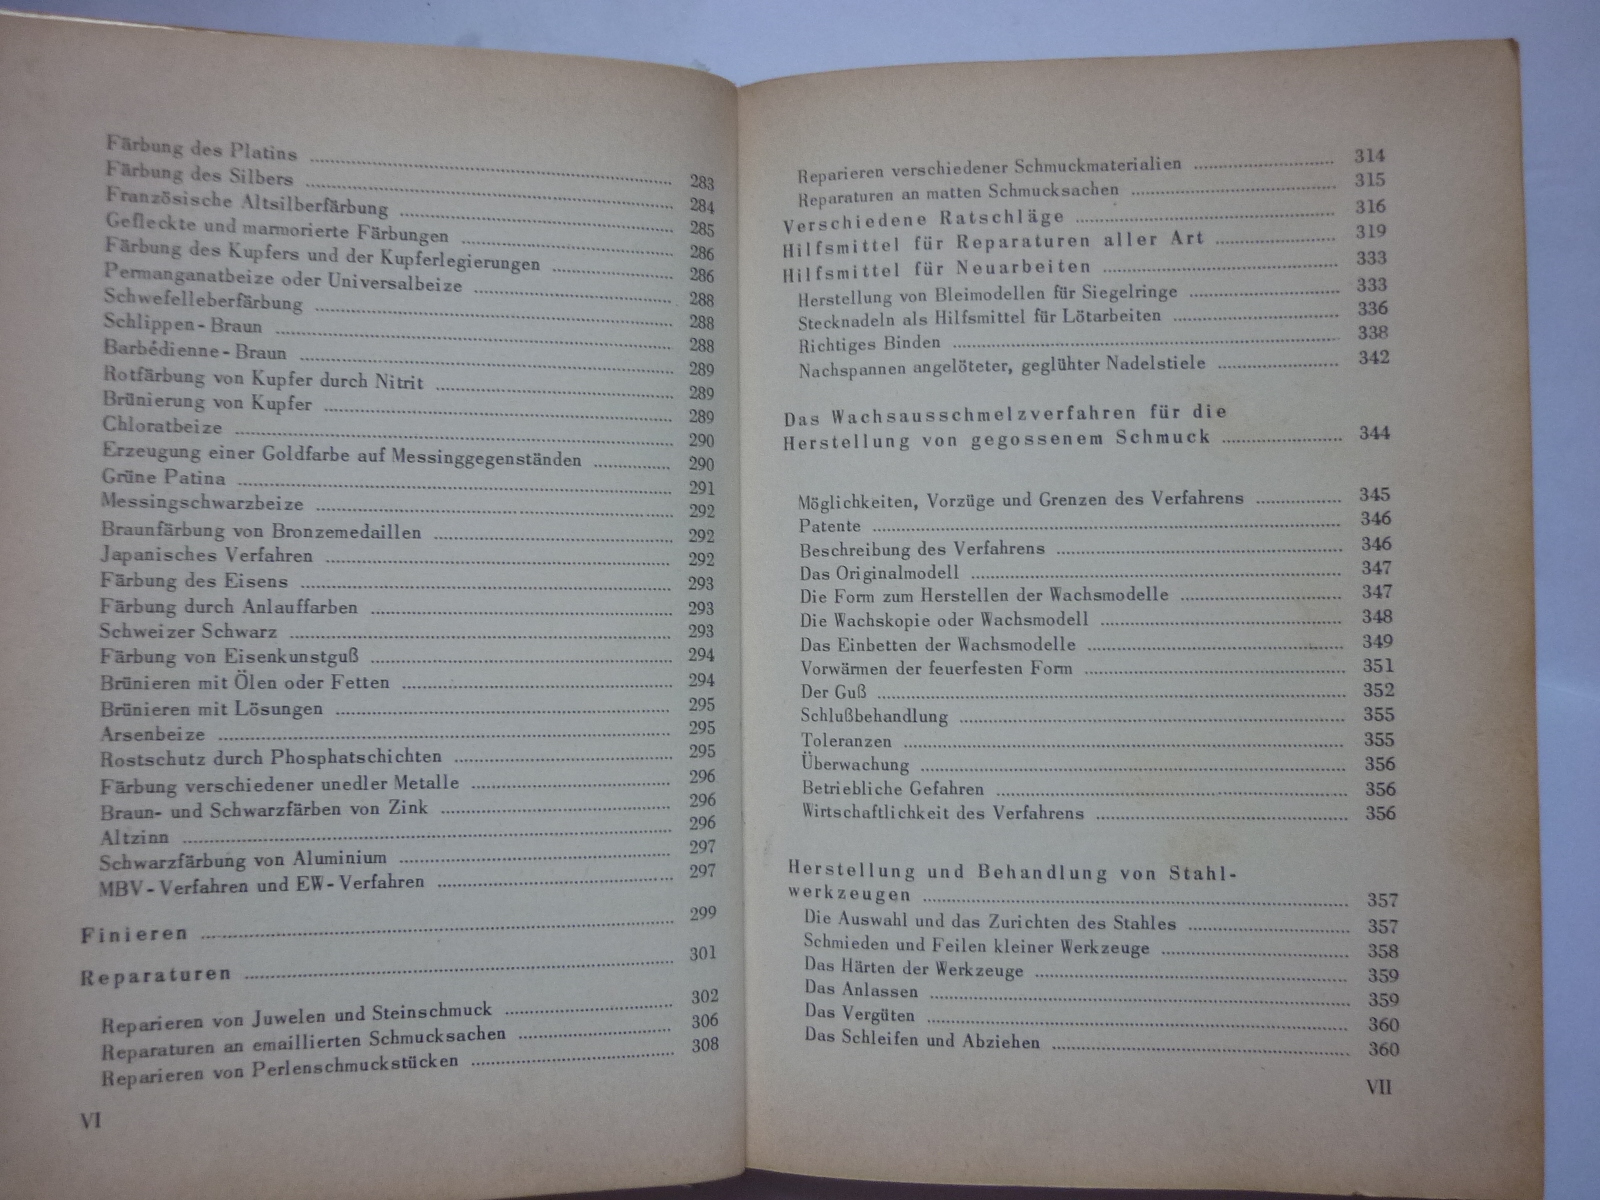 Färbung des Platins ........ 283
Färbung des Silbers ........ 284
Französische Altsilberfärbung ........ 285
Gefleckte und marmorierte Färbungen ........ 286
Färbung des Kupfers und der Kupferlegierungen ........ 286
Permanganatbeize oder Universalbeize ........ 288
Schwefelleberfärbung ........ 288
Schlippen-Braun ........ 288
Barbédienne-Braun ........ 289
Rotfärbung von Kupfer durch Nitrit ........ 289
Brünierung von Kupfer ........ 289
Chloratbeize ........ 290
Erzeugung einer Goldfarbe auf Messinggegenständen ........ 290
Grüne Patina ........ 291
Messingschwarzbeize ........ 292
Braunfärbung von Bronzemedaillen ........ 292
Japanisches Verfahren ........ 292
Färbung des Eisens ........ 293
Färbung durch Anlauffarben ........ 293
Schweizer Schwarz ........ 293
Färbung von Eisenkunstguß ........ 294
Brünieren mit Ölen oder Fetten ........ 294
Brünieren mit Lösungen ........ 295
Arsenbeize ........ 295
Rostschutz durch Phosphatschichten ........ 295
Färbung verschiedener unedler Metalle ........ 296
Braun- und Schwarzfärben von Zink ........ 296
Altzinn ........ 296
Schwarzfärbung von Aluminium ........ 297
MBV-Verfahren und EW-Verfahren ........ 297
Finieren ........ 299
Reparaturen ........ 301
Reparieren von Juwelen und Steinschmuck ........ 302
Reparaturen an emaillierten Schmucksachen ........ 306
Reparieren von Perlenschmuckstücken ........ 308
VI
Reparieren verschiedener Schmuckmaterialien ........ 314
Reparaturen an matten Schmucksachen ........ 315
Verschiedene Ratschläge ........ 316
Hilfsmittel für Reparaturen aller Art ........ 319
Hilfsmittel für Neuarbeiten ........ 333
Herstellung von Bleimodellen für Siegelringe ........ 333
Stecknadeln als Hilfsmittel für Lötarbeiten ........ 336
Richtiges Binden ........ 338
Nachspannen angelöteter, geglühter Nadelstiele ........ 342
Das Wachsausschmelzverfahren für die
Herstellung von gegossenem Schmuck ........ 344
Möglichkeiten, Vorzüge und Grenzen des Verfahrens ........ 345
Patente ........ 346
Beschreibung des Verfahrens ........ 346
Das Originalmodell ........ 347
Die Form zum Herstellen der Wachsmodelle ........ 347
Die Wachskopie oder Wachsmodell ........ 348
Das Einbetten der Wachsmodelle ........ 349
Vorwärmen der feuerfesten Form ........ 351
Der Guß ........ 352
Schlußbehandlung ........ 355
Toleranzen ........ 355
Überwachung ........ 356
Betriebliche Gefahren ........ 356
Wirtschaftlichkeit des Verfahrens ........ 356
Herstellung und Behandlung von Stahl-
werkzeugen ........ 357
Die Auswahl und das Zurichten des Stahles ........ 357
Schmieden und Feilen kleiner Werkzeuge ........ 358
Das Härten der Werkzeuge ........ 359
Das Anlassen ........ 359
Das Vergüten ........ 360
Das Schleifen und Abziehen ........ 360
VII